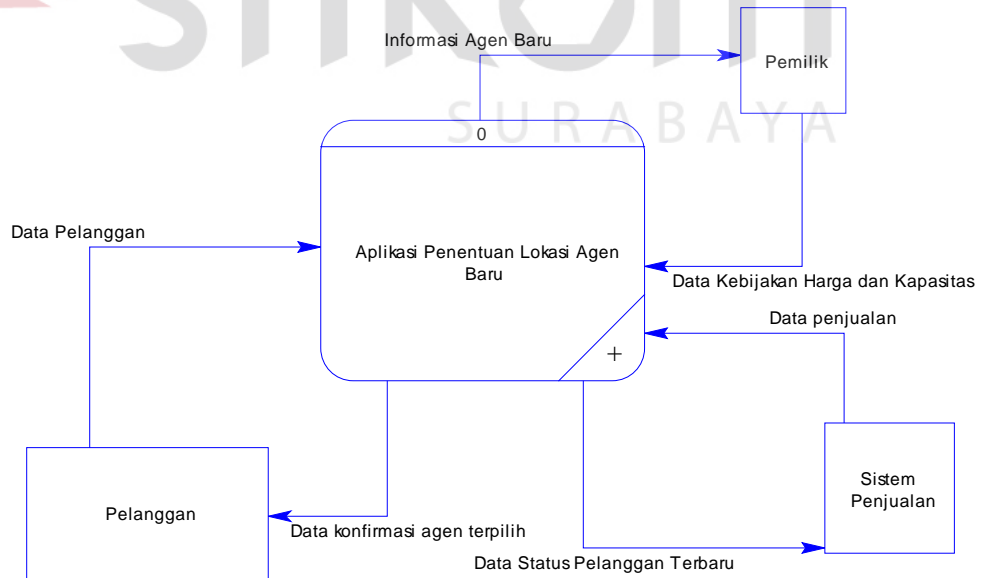 Informasi Agen Baru
Pemilik
SURABAYA
0
Data Pelanggan
Aplikasi Penentuan Lokasi Agen
Baru
Data Kebijakan Harga dan Kapasitas
Data penjualan
+
Sistem
Penjualan
Pelanggan
Data konfirmasi agen terpilih
Data Status Pelanggan Terbaru